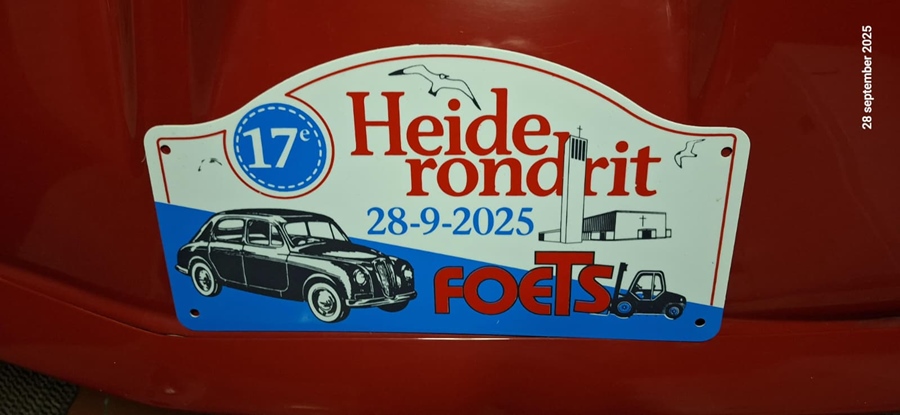 17e
Heide
rondrit
28-9-2025
FOETS
28 september 2025